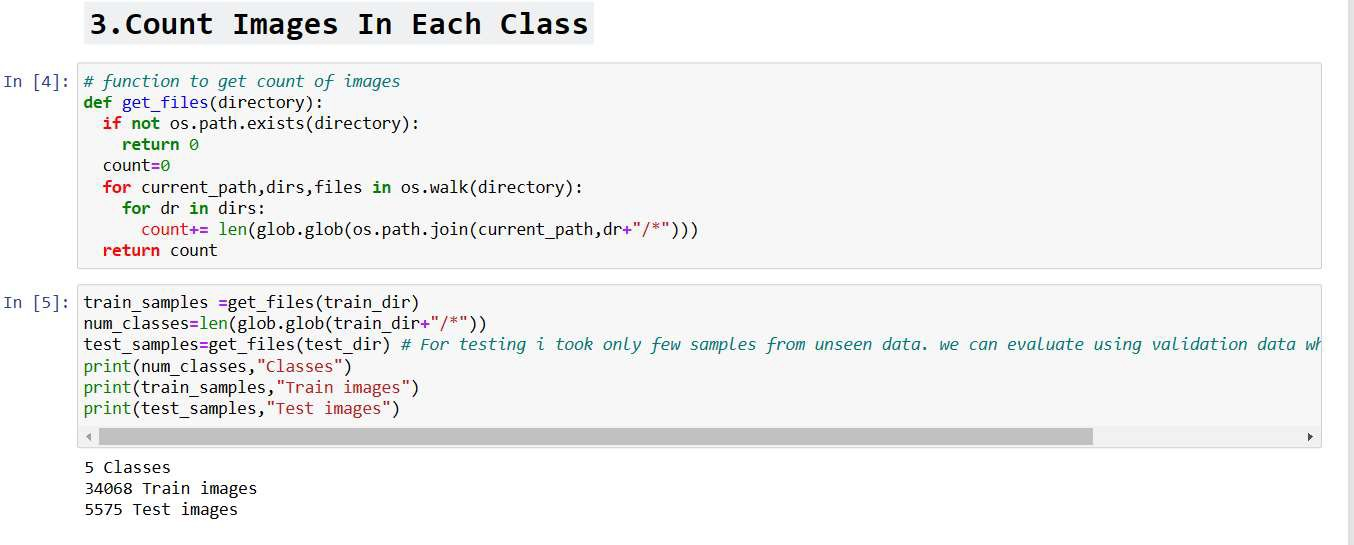 3.Count Images In Each Class
In [4]:
# function to get count of images
def get_files(directory):
  if not os.path.exists(directory):
    return 0
  count=0
  for current_path,dirs,files in os.walk(directory):
    for dr in dirs:
      count+= len(glob.glob(os.path.join(current_path,dr+"/*")))
  return count
In [5]:
train_samples =get_files(train_dir)
num_classes=len(glob.glob(train_dir+"/*"))
test_samples=get_files(test_dir) # For testing i took only few samples from unseen data. we can evaluate using validation data wh
print(num_classes,"Classes")
print(train_samples,"Train images")
print(test_samples,"Test images")
5 Classes
34068 Train images
5575 Test images